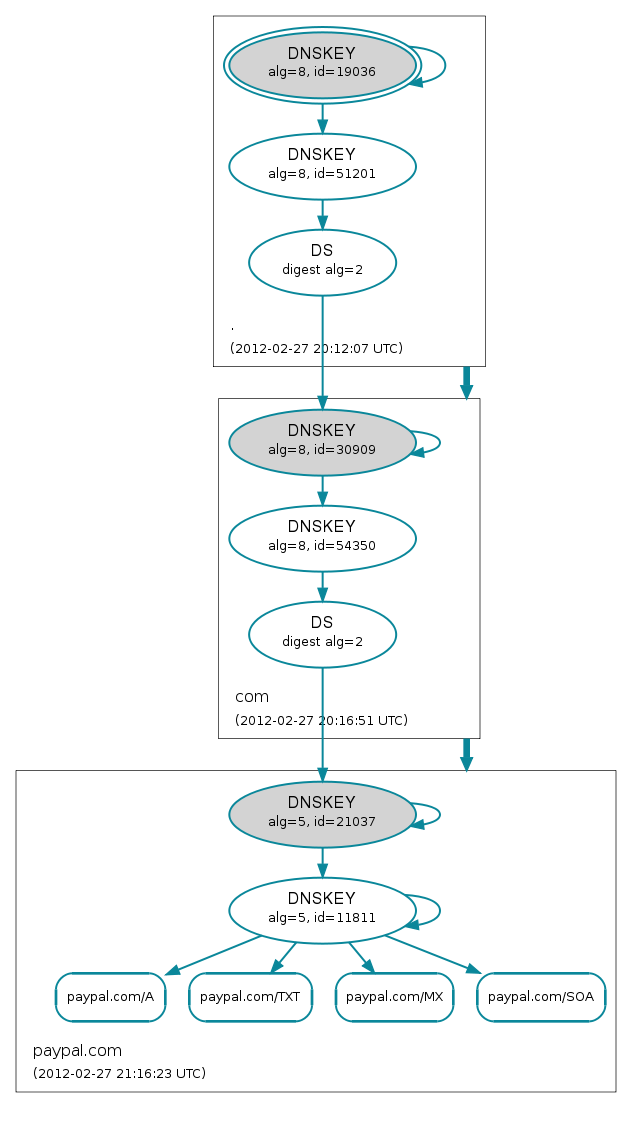 DNSKEY
alg=8, id=19036
DNSKEY
alg=8, id=51201
DS
digest alg=2
.
(2012-02-27 20:12:07 UTC)
DNSKEY
alg=8, id=30909
DNSKEY
alg=8, id=54350
DS
digest alg=2
com
(2012-02-27 20:16:51 UTC)
DNSKEY
alg=5, id=21037
DNSKEY
alg=5, id=11811
paypal.com/A
paypal.com/TXT
paypal.com/MX
paypal.com/SOA
paypal.com
(2012-02-27 21:16:23 UTC)